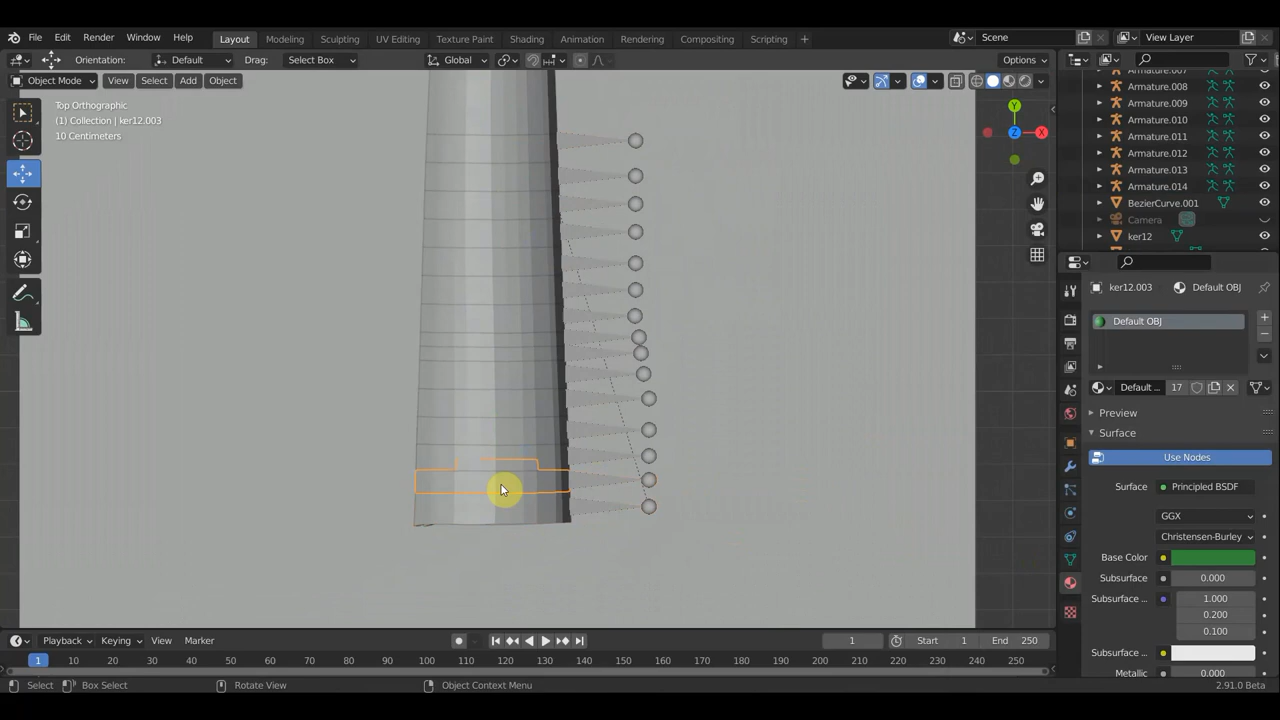 File Edit Render Window Help Layout Modeling Sculpting UV Editing Texture Paint Shading Animation Rendering Compositing Scripting + Scene View Layer
Orientation: Default Drag: Select Box Global Options
Object Mode View Select Add Object
Top Orthographic
(1) Collection | ker12.003
10 Centimeters
Y
Z X
Armature.008
Armature.009
Armature.010
Armature.011
Armature.012
Armature.013
Armature.014
BezierCurve.001
Camera
ker12
ker12.003 Default OBJ
Default OBJ
Default ... 17
Preview
Surface
Use Nodes
Surface Principled BSDF
GGX
Christensen-Burley
Base Color
Subsurface 0.000
Subsurface .. 1.000
0.200
0.100
Subsurface ..
Metallic 0.000
Playback Keying View Marker 1 Start 1 End 250
1 10 20 30 40 50 60 70 80 90 100 110 120 130 140 150 160 170 180 190 200 210 220 230 240 250
Select Box Select Rotate View Object Context Menu 2.91.0 Beta